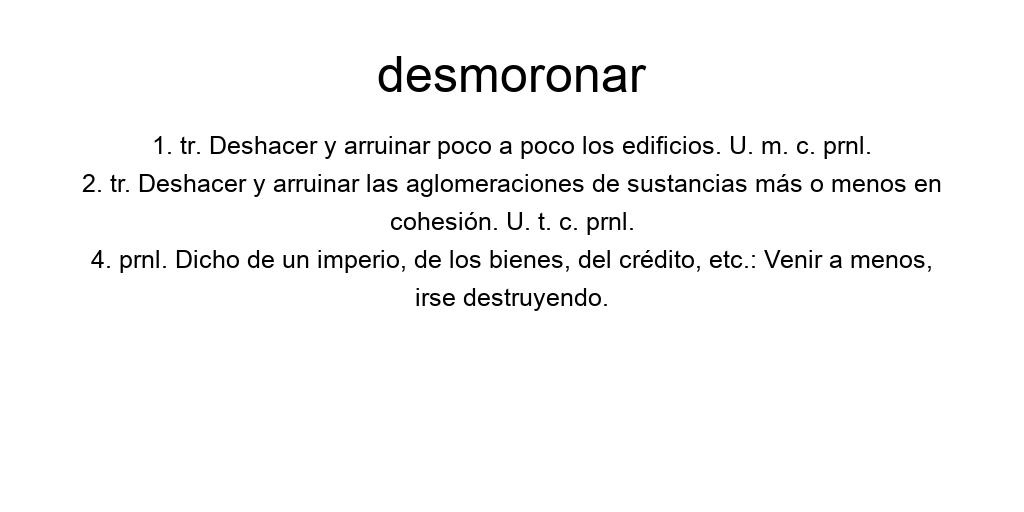 desmoronar
1. tr. Deshacer y arruinar poco a poco los edificios. U. m. c. prnl.
2. tr. Deshacer y arruinar las aglomeraciones de sustancias más o menos en
cohesión. U. t. c. prnl.
4. prnl. Dicho de un imperio, de los bienes, del crédito, etc.: Venir a menos,
irse destruyendo.